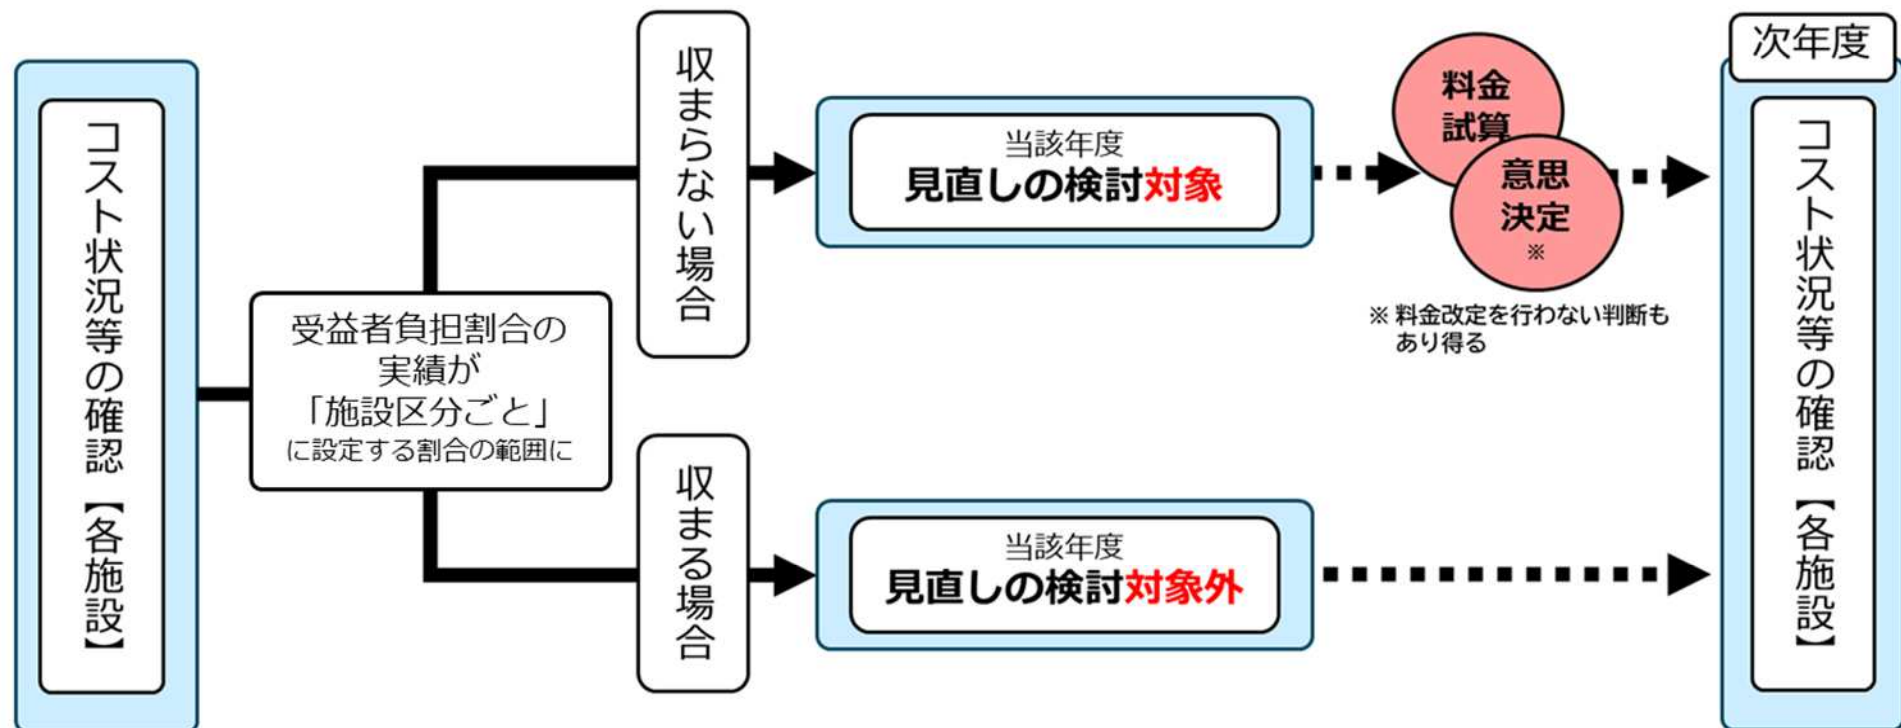 コスト状況等の確認【各施設】
受益者負担割合の
実績が
「施設区分ごと」
に設定する割合の範囲に
収まらない場合
当該年度
見直しの検討対象
料金
試算
意思
決定
※
※ 料金改定を行わない判断も
あり得る
収まる場合
当該年度
見直しの検討対象外
次年度
コスト状況等の確認【各施設】